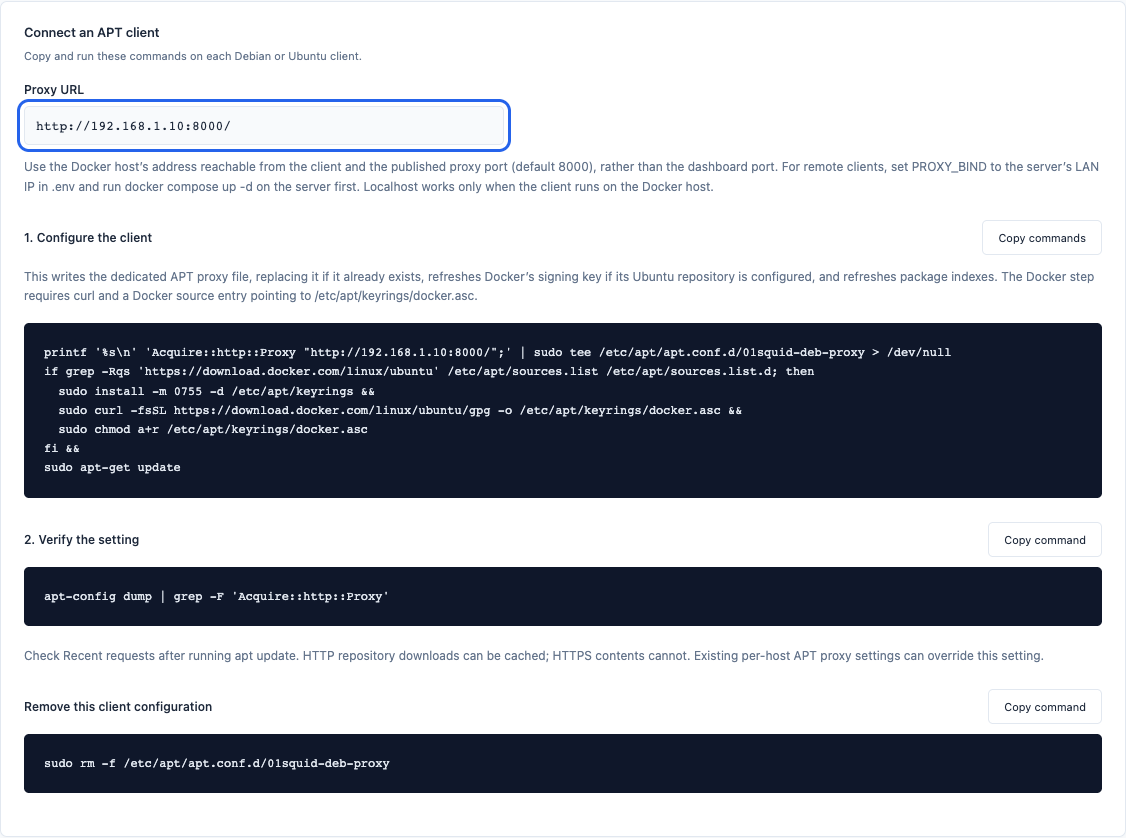 Connect an APT client
Copy and run these commands on each Debian or Ubuntu client.
Proxy URL
http://192.168.1.10:8000/
Use the Docker host's address reachable from the client and the published proxy port (default 8000), rather than the dashboard port. For remote clients, set PROXY_BIND to the server's LAN
IP in .env and run docker compose up -d on the server first. Localhost works only when the client runs on the Docker host.
1. Configure the client
Copy commands
This writes the dedicated APT proxy file, replacing it if it already exists, refreshes Docker's signing key if its Ubuntu repository is configured, and refreshes package indexes. The Docker step
requires curl and a Docker source entry pointing to /etc/apt/keyrings/docker.asc.
printf '%s\n' 'Acquire::http::Proxy "http://192.168.1.10:8000/";' | sudo tee /etc/apt/apt.conf.d/01squid-deb-proxy > /dev/null
if grep -Rqs 'https://download.docker.com/linux/ubuntu' /etc/apt/sources.list /etc/apt/sources.list.d; then
  sudo install -m 0755 -d /etc/apt/keyrings &&
  sudo curl -fsSL https://download.docker.com/linux/ubuntu/gpg -o /etc/apt/keyrings/docker.asc &&
  sudo chmod a+r /etc/apt/keyrings/docker.asc
fi &&
sudo apt-get update
2. Verify the setting
Copy command
apt-config dump | grep -F 'Acquire::http::Proxy'
Check Recent requests after running apt update. HTTP repository downloads can be cached; HTTPS contents cannot. Existing per-host APT proxy settings can override this setting.
Remove this client configuration
Copy command
sudo rm -f /etc/apt/apt.conf.d/01squid-deb-proxy